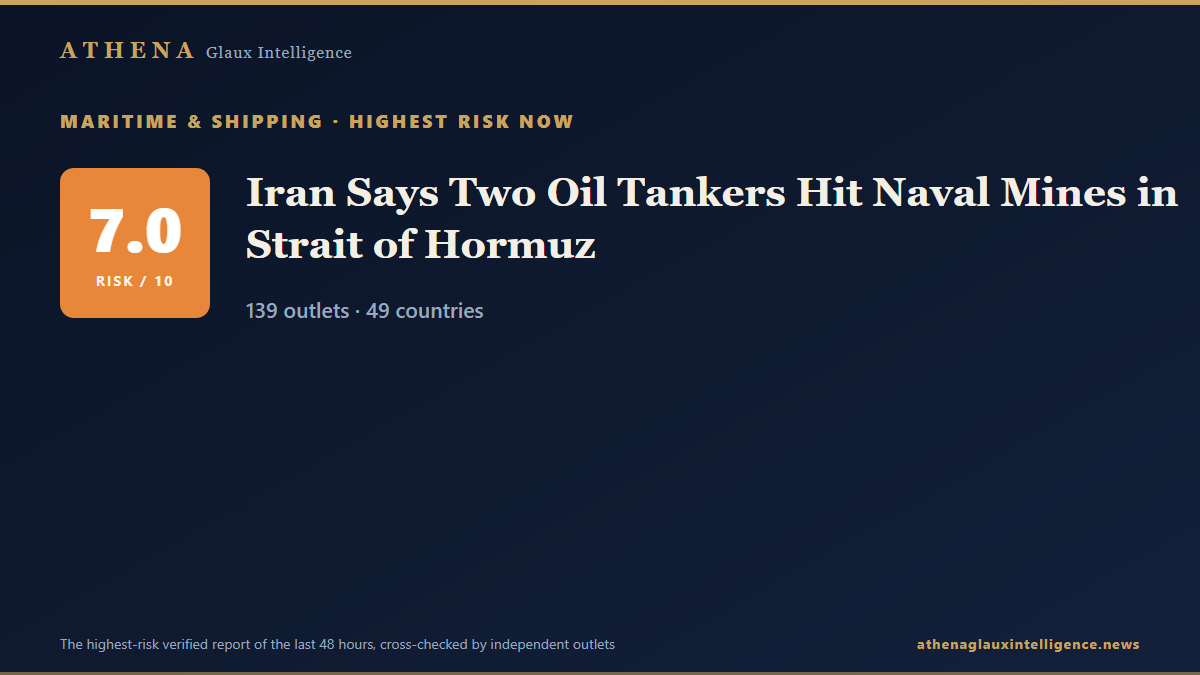 ATHENA Glaux Intelligence
MARITIME & SHIPPING · HIGHEST RISK NOW
7.0
RISK / 10
Iran Says Two Oil Tankers Hit Naval Mines in
Strait of Hormuz
139 outlets · 49 countries
The highest-risk verified report of the last 48 hours, cross-checked by independent outlets
athenaglauxintelligence.news